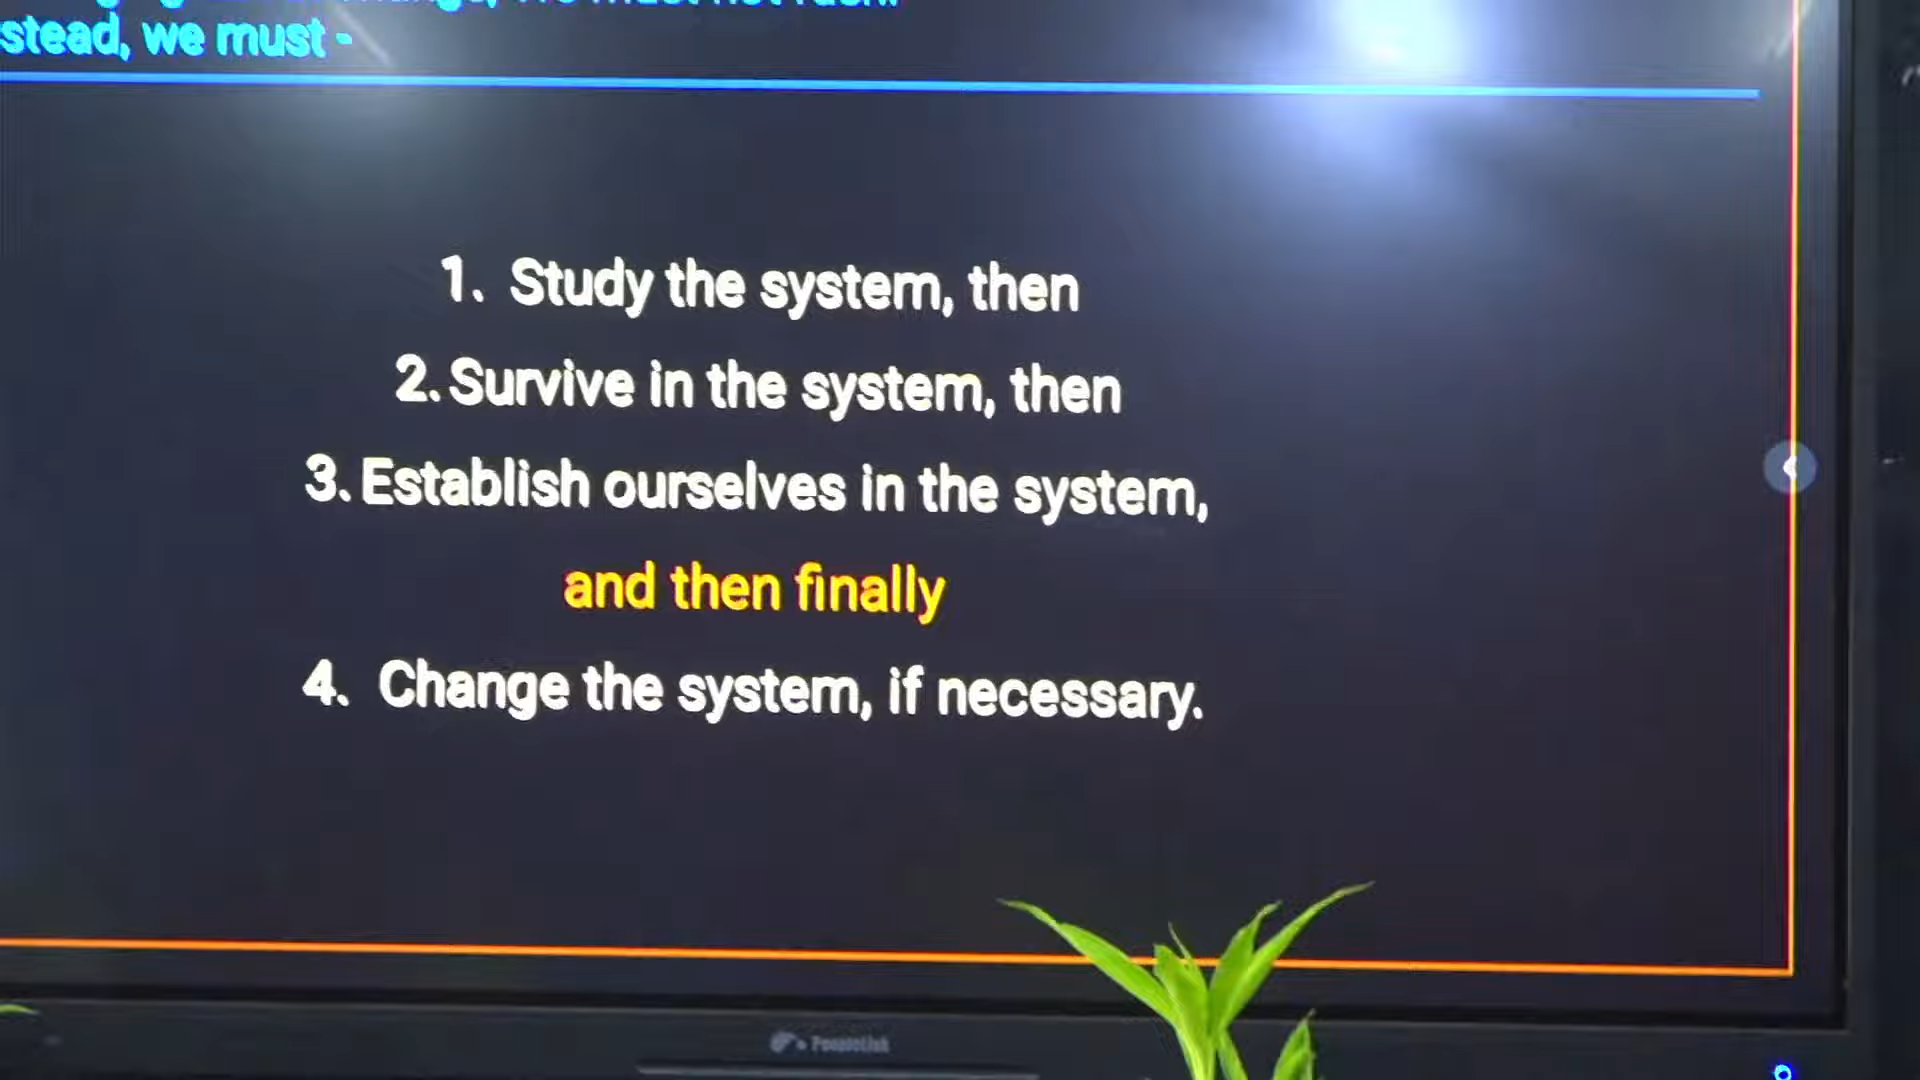 stead, we must -
1. Study the system, then
2. Survive in the system, then
3. Establish ourselves in the system,
and then finally
4. Change the system, if necessary.